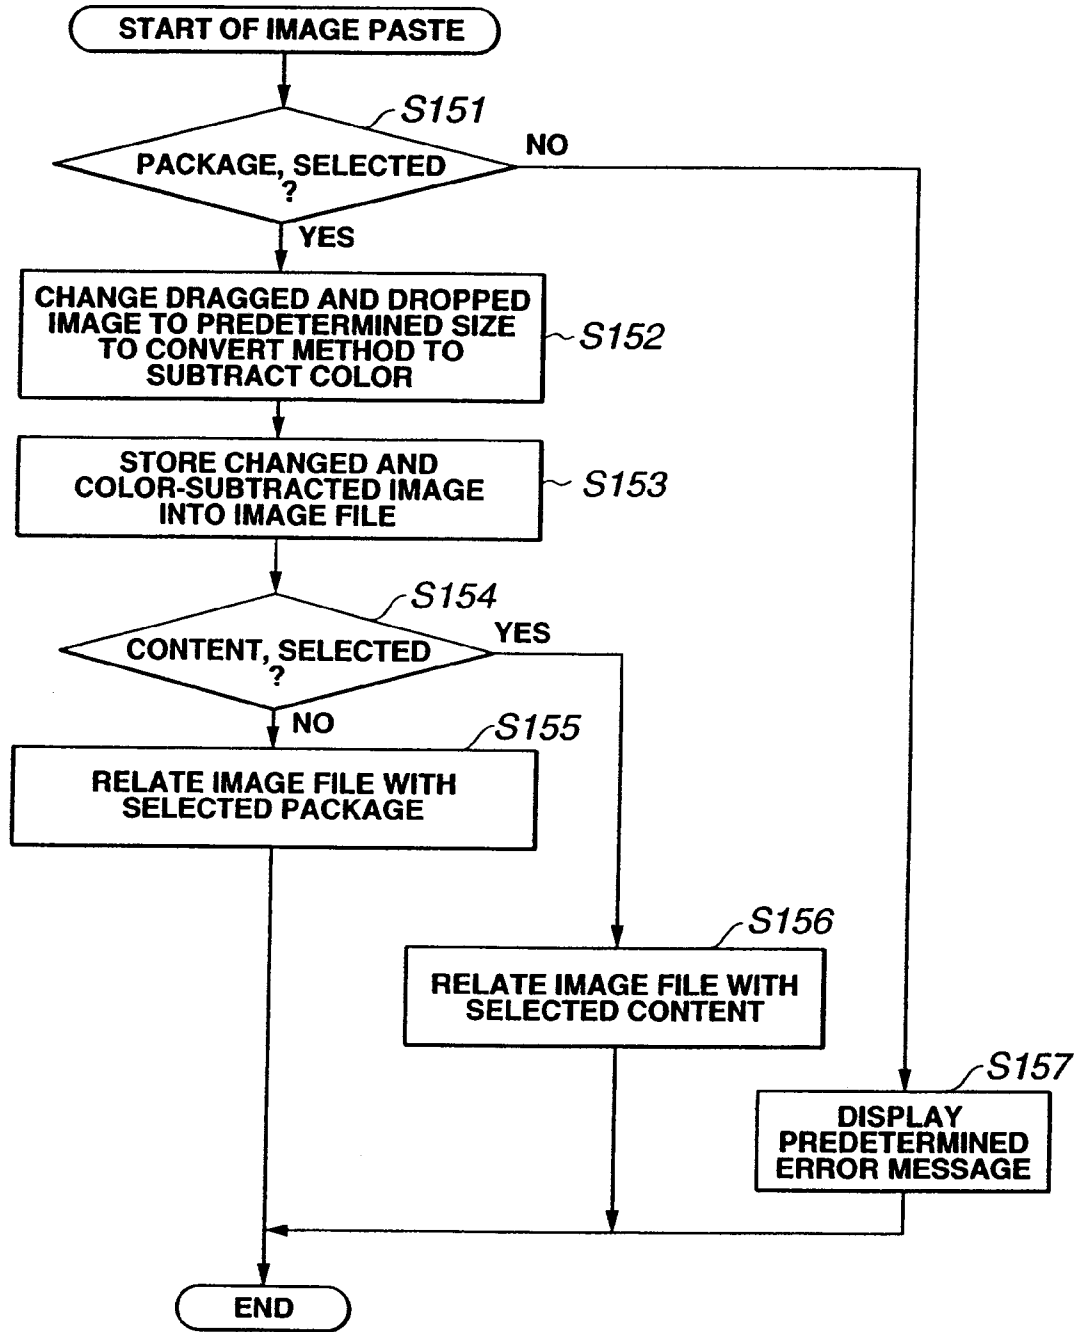 START OF IMAGE PASTE
S151
PACKAGE, SELECTED
?
NO
YES
CHANGE DRAGGED AND DROPPED
IMAGE TO PREDETERMINED SIZE
TO CONVERT METHOD TO
SUBTRACT COLOR
S152
STORE CHANGED AND
COLOR-SUBTRACTED IMAGE
INTO IMAGE FILE
S153
S154
CONTENT, SELECTED
?
YES
NO
S155
RELATE IMAGE FILE WITH
SELECTED PACKAGE
S156
RELATE IMAGE FILE WITH
SELECTED CONTENT
S157
DISPLAY
PREDETERMINED
ERROR MESSAGE
END